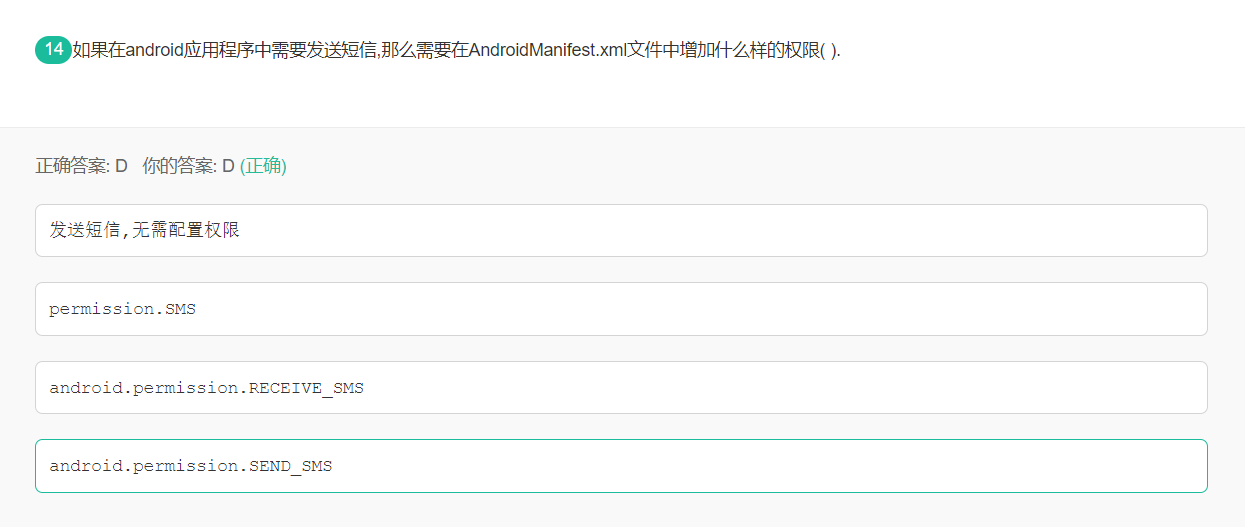 14 如果在android应用程序中需要发送短信,那么需要在AndroidManifest.xml文件中增加什么样的权限( ).
正确答案: D 你的答案: D (正确)
发送短信,无需配置权限
permission.SMS
android.permission.RECEIVE_SMS
android.permission.SEND_SMS